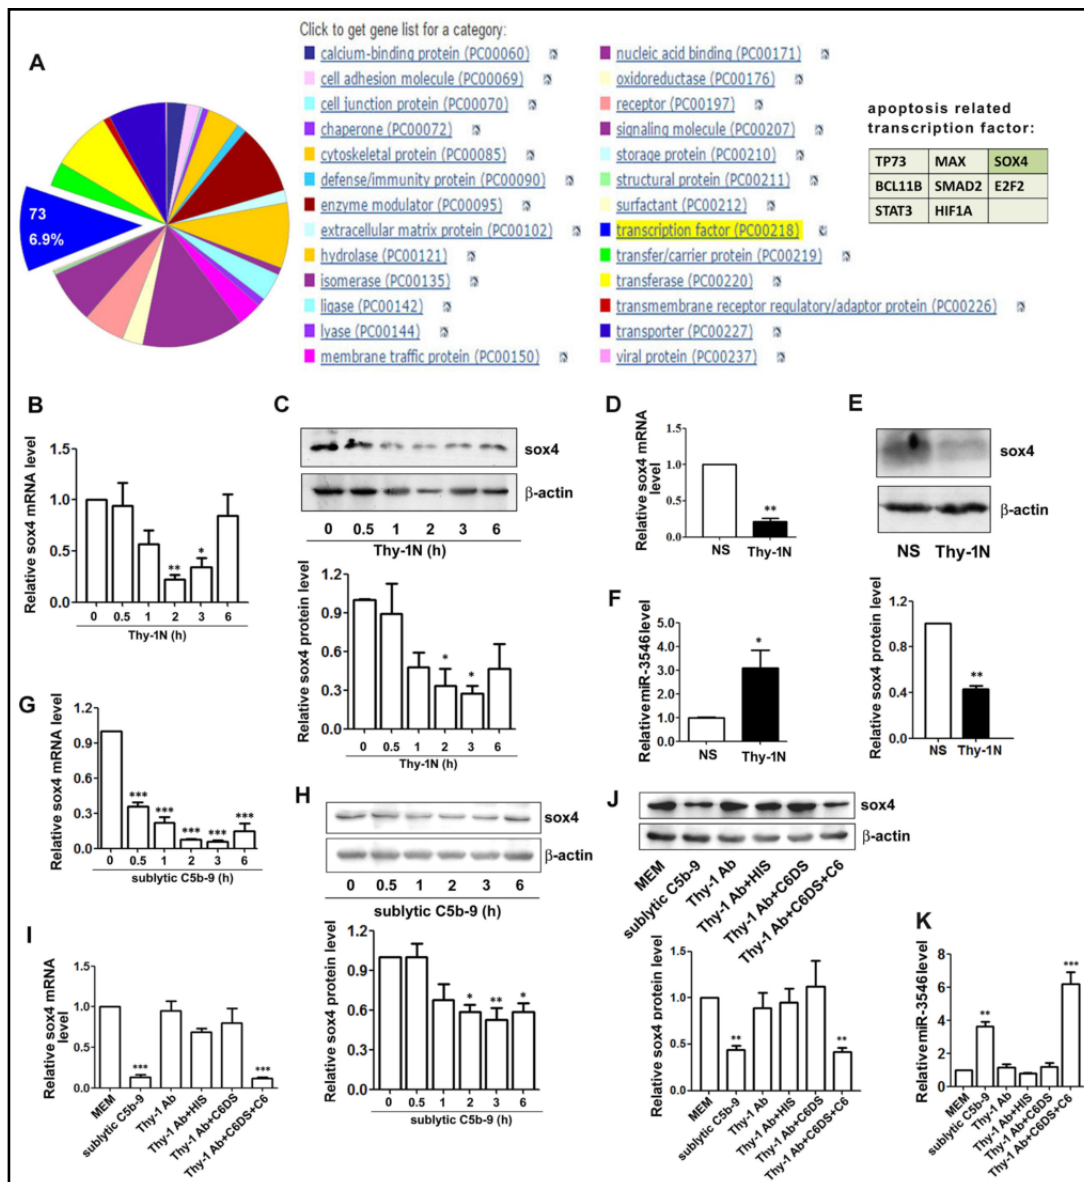 Click to get gene list for a category:
A
calcium-binding protein (PC00060)
cell adhesion molecule (PC00069)
cell junction protein (PC00070)
chaperone (PC00072)
cytoskeletal protein (PC00085)
defense/immunity protein (PC00090)
enzyme modulator (PC00095)
extracellular matrix protein (PC00102)
hydrolase (PC00121)
isomerase (PC00135)
ligase (PC00142)
lyase (PC00144)
membrane traffic protein (PC00150)
nucleic acid binding (PC00171)
oxidoreductase (PC00176)
receptor (PC00197)
signaling molecule (PC00207)
storage protein (PC00210)
structural protein (PC00211)
surfactant (PC00212)
transcription factor (PC00218)
transfer/carrier protein (PC00219)
transferase (PC00220)
transmembrane receptor regulatory/adaptor protein (PC00226)
transporter (PC00227)
viral protein (PC00237)
73
6.9%
apoptosis related
transcription factor:
TP73 MAX SOX4
BCL11B SMAD2 E2F2
STAT3 HIF1A
B
Relative sox4 mRNA level
1.5
1.0
0.5
0.0
** *
0 0.5 1 2 3 6
Thy-1N (h)
C
sox4
β-actin
0 0.5 1 2 3 6
Thy-1N (h)
Relative sox4 protein level
1.2
0.9
0.6
0.3
0.0
* *
0 0.5 1 2 3 6
Thy-1N (h)
D
Relative sox4 mRNA
level
1.5
1.0
0.5
0.0
**
NS Thy-1N
E
sox4
β-actin
NS Thy-1N
Relative sox4 protein level
1.2
0.8
0.4
0.0
**
NS Thy-1N
F
Relative miR-3546 level
5.0
4.0
3.0
2.0
1.0
0.0
*
NS Thy-1N
G
Relative sox4 mRNA level
1.2
0.9
0.6
0.3
0.0
*** *** *** *** ***
0 0.5 1 2 3 6
sublytic C5b-9 (h)
H
sox4
β-actin
0 0.5 1 2 3 6
sublytic C5b-9 (h)
Relative sox4 protein level
1.2
0.9
0.6
0.3
0.0
* ** *
0 0.5 1 2 3 6
sublytic C5b-9 (h)
I
Relative sox4 mRNA
level
1.5
1.0
0.5
0.0
*** ***
MEM
sublytic C5b-9
Thy-1 Ab
Thy-1 Ab+HIS
Thy-1 Ab+C6DS
Thy-1 Ab+C6DS+C6
J
sox4
β-actin
MEM
sublytic C5b-9
Thy-1 Ab
Thy-1 Ab+HIS
Thy-1 Ab+C6DS
Thy-1 Ab+C6DS+C6
Relative sox4 protein level
1.5
1.0
0.5
0.0
** **
MEM
sublytic C5b-9
Thy-1 Ab
Thy-1 Ab+HIS
Thy-1 Ab+C6DS
Thy-1 Ab+C6DS+C6
K
Relative miR-3546 level
8
6
4
2
0
** ***
MEM
sublytic C5b-9
Thy-1 Ab
Thy-1 Ab+HIS
Thy-1 Ab+C6DS
Thy-1 Ab+C6DS+C6